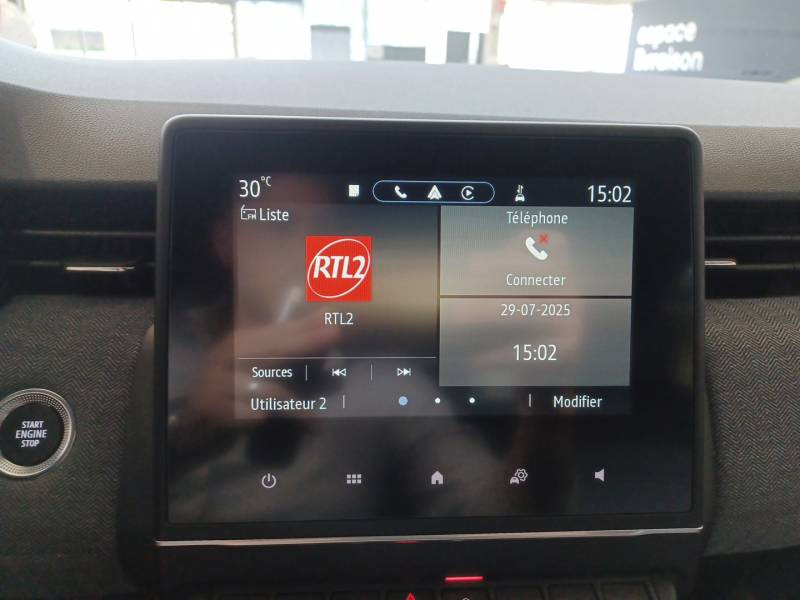 espace
livraison
30°C
15:02
FM Liste
Téléphone
RTL2
RTL2
Connecter
29-07-2025
15:02
Sources
Utilisateur 2
Modifier
START
ENGINE
STOP